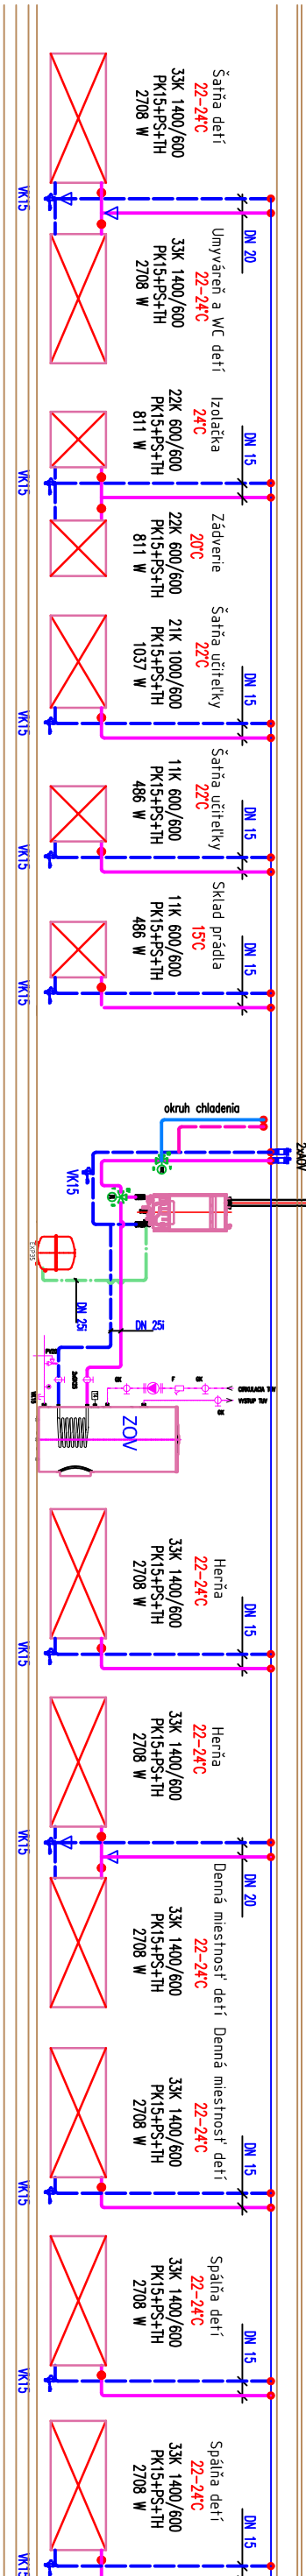 Šatňa detí
22-24°C
33K 1400/600
PK15+PS+TH
2708 W
VK15
DN 20
Umyváreň a WC detí
22-24°C
33K 1400/600
PK15+PS+TH
2708 W
Izolačka
24°C
22K 600/600
PK15+PS+TH
811 W
VK15
DN 15
Zádverie
20°C
22K 600/600
PK15+PS+TH
811 W
Šatňa učiteľky
22°C
21K 1000/600
PK15+PS+TH
1037 W
VK15
DN 15
Šatňa učiteľky
22°C
11K 600/600
PK15+PS+TH
486 W
VK15
DN 15
Sklad prádla
15°C
11K 600/600
PK15+PS+TH
486 W
VK15
DN 15
okruh chladenia
2xAOV
VK15
EXP35
DN 25i
DN 25i
GK
F
GK
CIRKULACIA TUV
VYSTUP TUV
GK
ZOV
Herňa
22-24°C
33K 1400/600
PK15+PS+TH
2708 W
VK15
DN 15
Herňa
22-24°C
33K 1400/600
PK15+PS+TH
2708 W
VK15
DN 20
Denná miestnosť detí
22-24°C
33K 1400/600
PK15+PS+TH
2708 W
Denná miestnosť detí
22-24°C
33K 1400/600
PK15+PS+TH
2708 W
VK15
DN 15
Spálňa detí
22-24°C
33K 1400/600
PK15+PS+TH
2708 W
VK15
DN 15
Spálňa detí
22-24°C
33K 1400/600
PK15+PS+TH
2708 W
VK15
DN 15